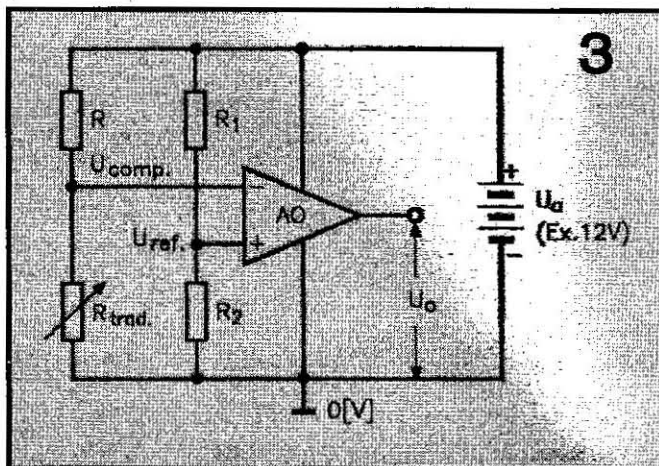 3
R
R1
Ucomp.
AO
Uref.
+
Ua
(Ex. 12V)
-
Rtrad.
R2
Uo
0[V]